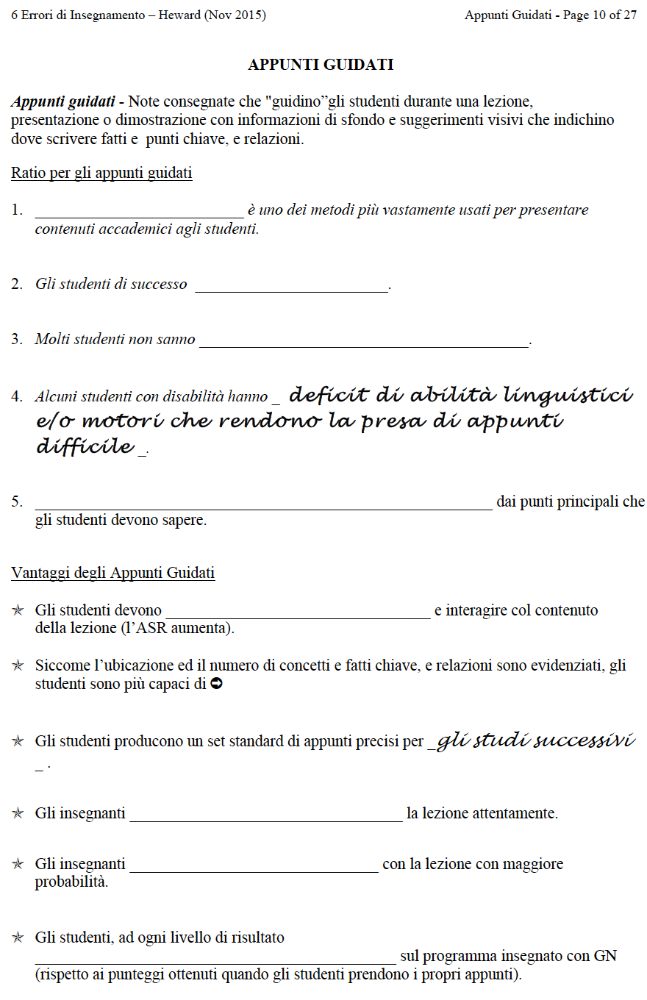 6 Errori di Insegnamento – Heward (Nov 2015) Appunti Guidati - Page 10 of 27
APPUNTI GUIDATI
Appunti guidati - Note consegnate che "guidino”gli studenti durante una lezione,
presentazione o dimostrazione con informazioni di sfondo e suggerimenti visivi che indichino
dove scrivere fatti e punti chiave, e relazioni.
Ratio per gli appunti guidati
1. __________________________ è uno dei metodi più vastamente usati per presentare
contenuti accademici agli studenti.
2. Gli studenti di successo ________________________.
3. Molti studenti non sanno _________________________________________.
4. Alcuni studenti con disabilità hanno _ deficit di abilità linguistici
e/o motori che rendono la presa di appunti
difficile _.
5. _________________________________________________________ dai punti principali che
gli studenti devono sapere.
Vantaggi degli Appunti Guidati
✯ Gli studenti devono _________________________________ e interagire col contenuto
della lezione (l’ASR aumenta).
✯ Siccome l’ubicazione ed il numero di concetti e fatti chiave, e relazioni sono evidenziati, gli
studenti sono più capaci di ➲
✯ Gli studenti producono un set standard di appunti precisi per _gli studi successivi
_ .
✯ Gli insegnanti __________________________________ la lezione attentamente.
✯ Gli insegnanti _______________________________ con la lezione con maggiore
probabilità.
✯ Gli studenti, ad ogni livello di risultato
_____________________________________________ sul programma insegnato con GN
(rispetto ai punteggi ottenuti quando gli studenti prendono i propri appunti).